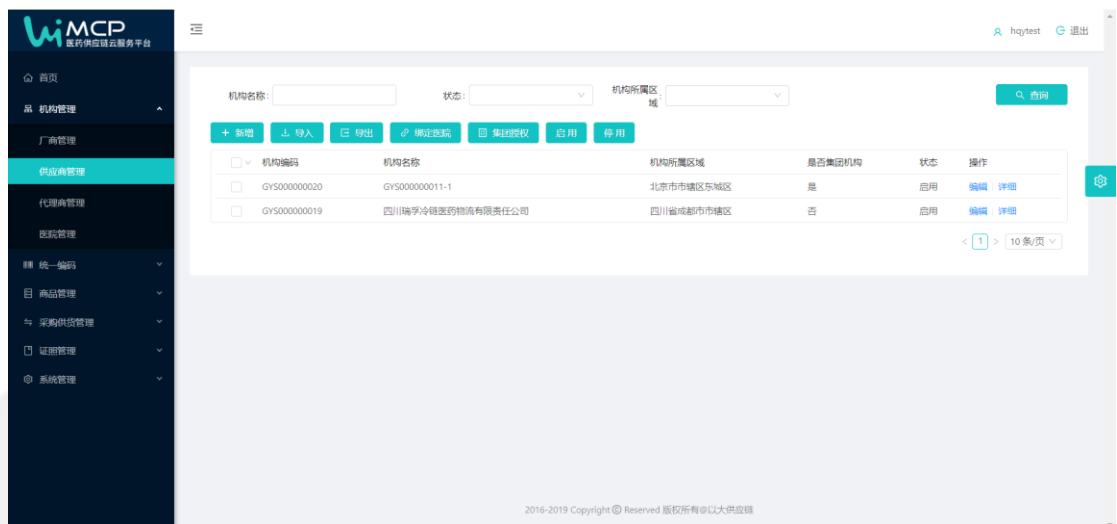 MCP
医药供应链云服务平台
hqytest 退出
首页
机构管理
厂商管理
供应商管理
代理商管理
医院管理
统一编码
商品管理
采购供货管理
证照管理
系统管理
机构名称: 状态: 机构所属区域: 查询
+ 新增 导入 导出 绑定医院 集团授权 启用 停用
机构编码 机构名称 机构所属区域 是否集团机构 状态 操作
GYS000000020 GYS000000011-1 北京市市辖区东城区 是 启用 编辑 详细
GYS000000019 四川瑞孚冷链医药物流有限责任公司 四川省成都市市辖区 否 启用 编辑 详细
< 1 > 10 条/页
2016-2019 Copyright © Reserved 版权所有@以大供应链